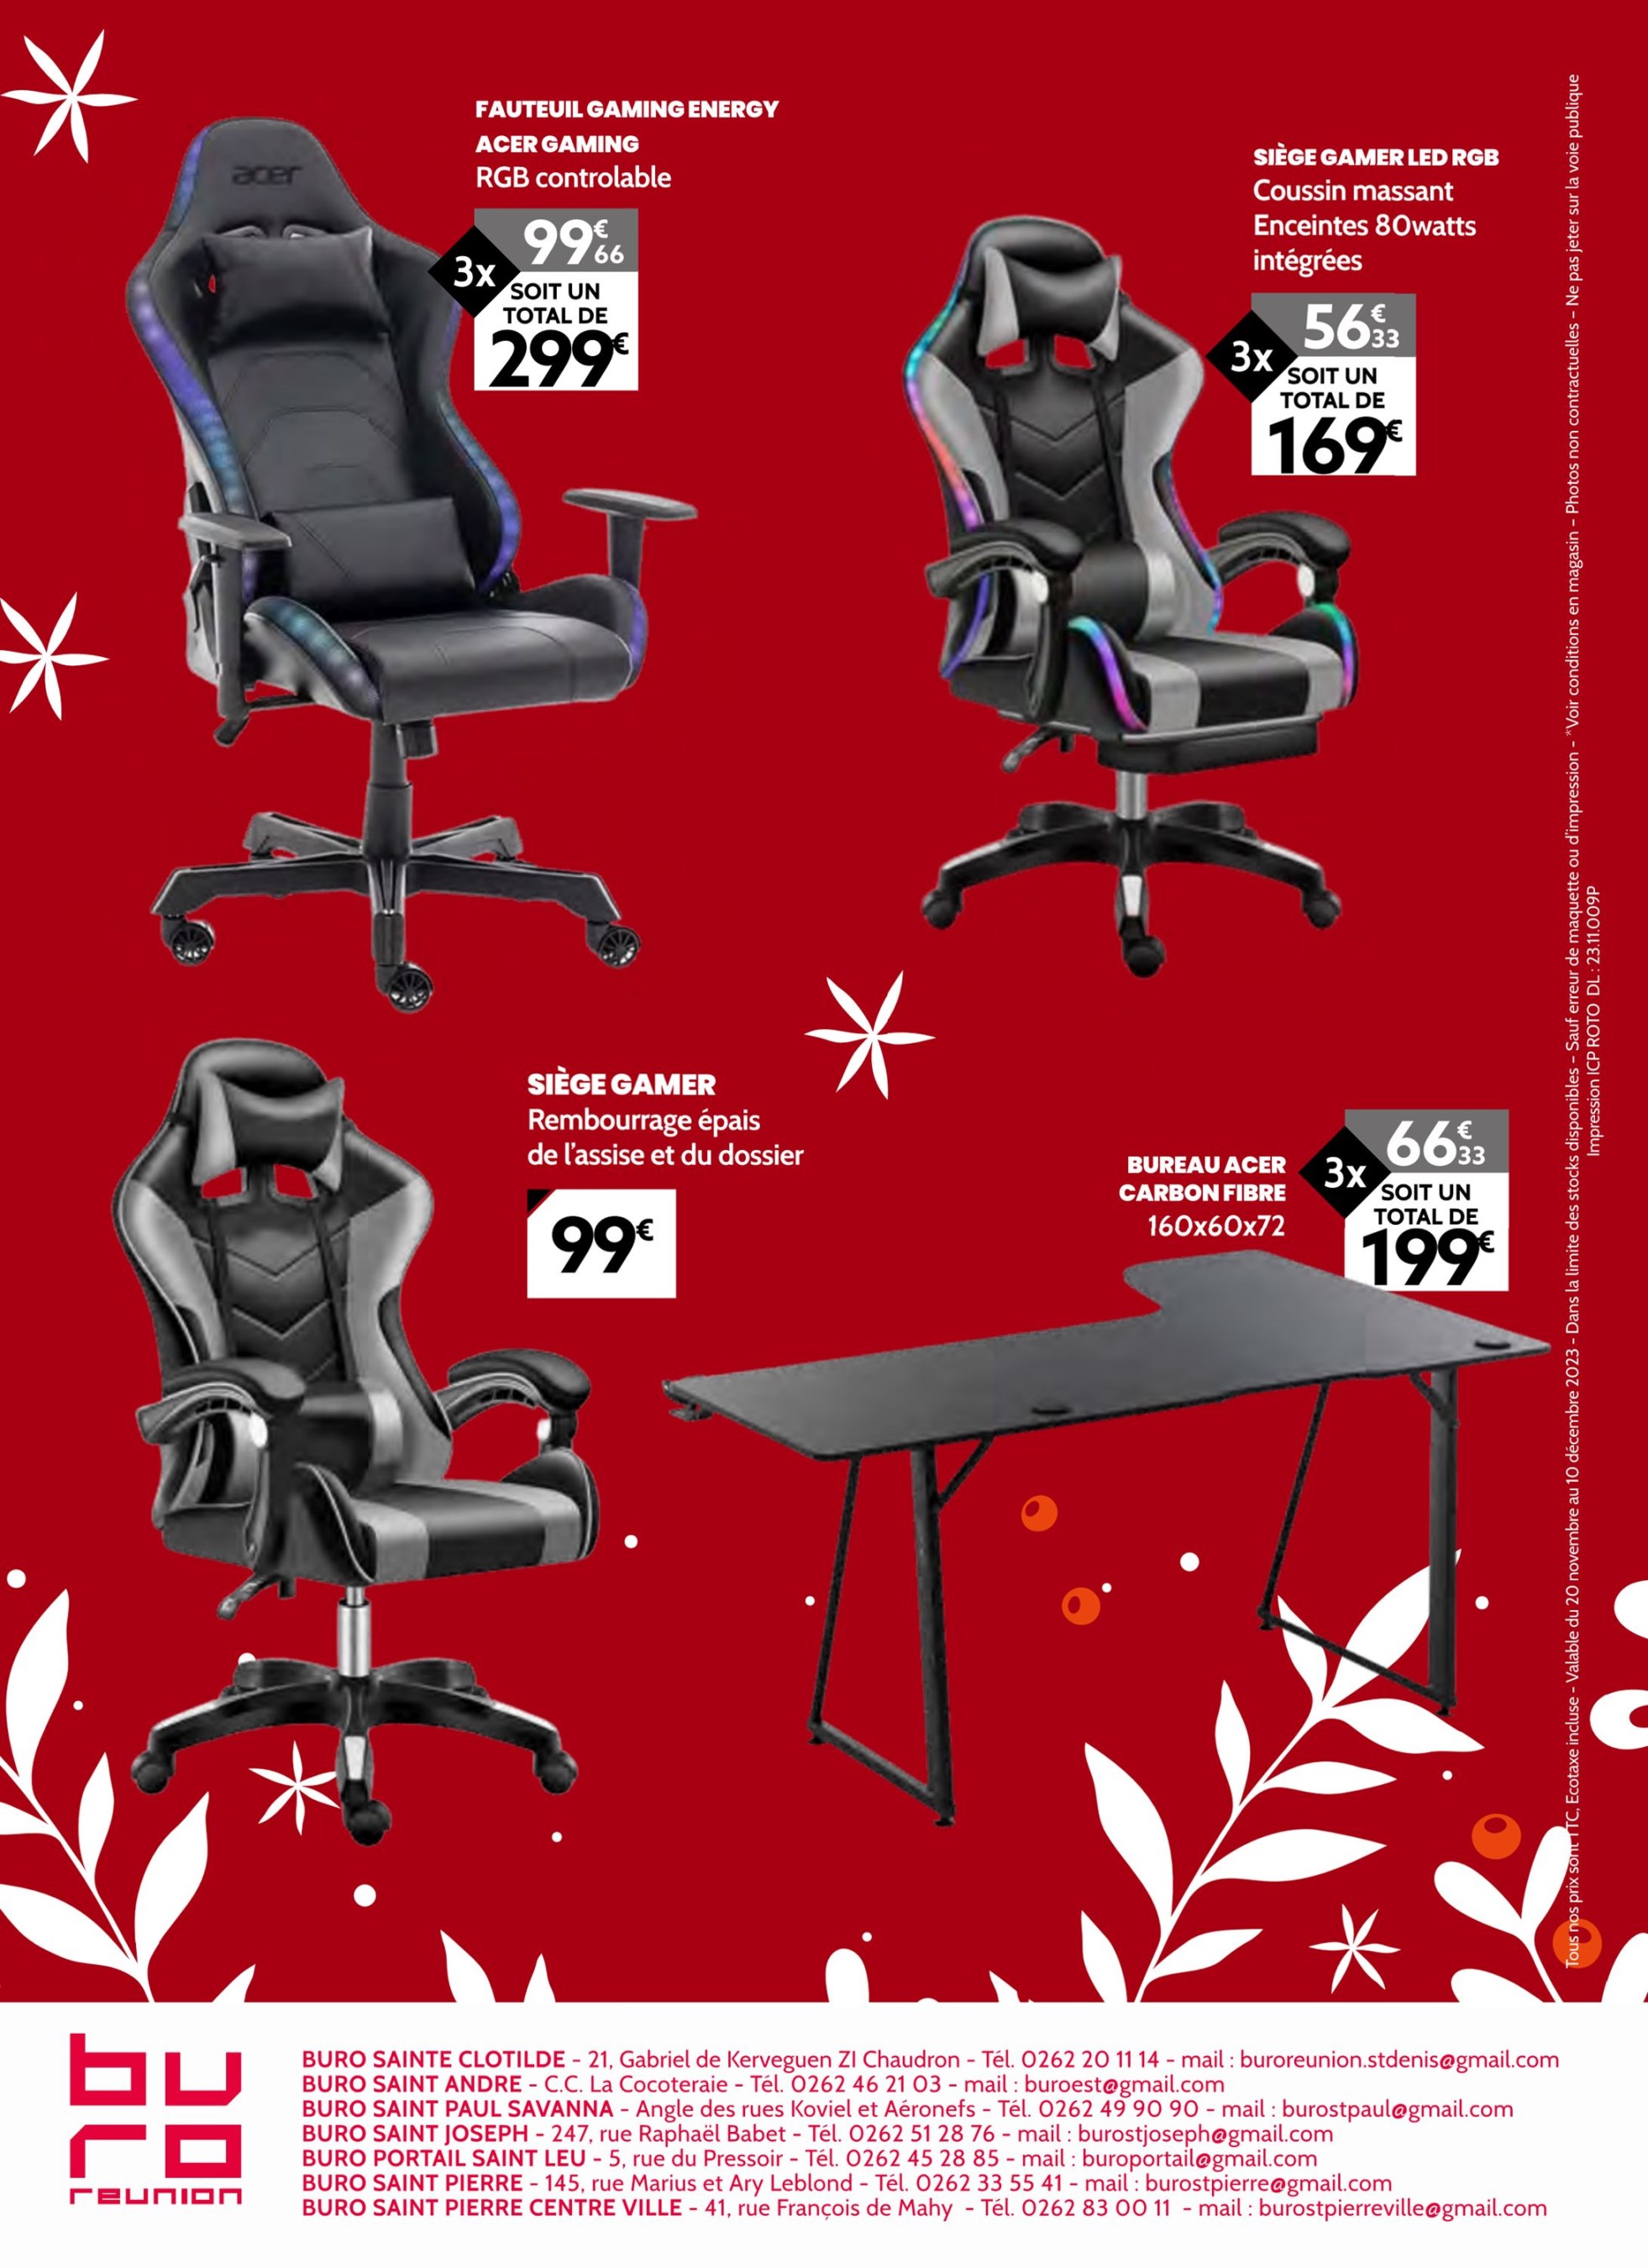 acer
FAUTEUIL GAMING ENERGY
ACER GAMING
RGB controlable
3x
99€66
SOIT UN
TOTAL DE
299€
SIÈGE GAMER LED RGB
Coussin massant
Enceintes 80watts
intégrées
3x
56€33
SOIT UN
TOTAL DE
169€
SIÈGE GAMER
Rembourrage épais
de l'assise et du dossier
99€
BUREAU ACER
CARBON FIBRE
160x60x72
3x
66€33
SOIT UN
TOTAL DE
199€
Tous nos prix sont TTC, Ecotaxe incluse - Valable du 20 novembre au 10 décembre 2023 - Dans la limite des stocks disponibles - Sauf erreur de maquette ou d'impression - *Voir conditions en magasin - Photos non contractuelles - Ne pas jeter sur la voie publique
Impression ICP ROTO DL : 23.11.009P
buro
reunion
BURO SAINTE CLOTILDE - 21, Gabriel de Kerveguen ZI Chaudron - Tél. 0262 20 11 14 - mail : buroreunion.stdenis@gmail.com
BURO SAINT ANDRE - C.C. La Cocoteraie - Tél. 0262 46 21 03 - mail : buroest@gmail.com
BURO SAINT PAUL SAVANNA - Angle des rues Koviel et Aéronefs - Tél. 0262 49 90 90 - mail : burostpaul@gmail.com
BURO SAINT JOSEPH - 247, rue Raphaël Babet - Tél. 0262 51 28 76 - mail : burostjoseph@gmail.com
BURO PORTAIL SAINT LEU - 5, rue du Pressoir - Tél. 0262 45 28 85 - mail : buroportail@gmail.com
BURO SAINT PIERRE - 145, rue Marius et Ary Leblond - Tél. 0262 33 55 41 - mail : burostpierre@gmail.com
BURO SAINT PIERRE CENTRE VILLE - 41, rue François de Mahy - Tél. 0262 83 00 11 - mail : burostpierreville@gmail.com